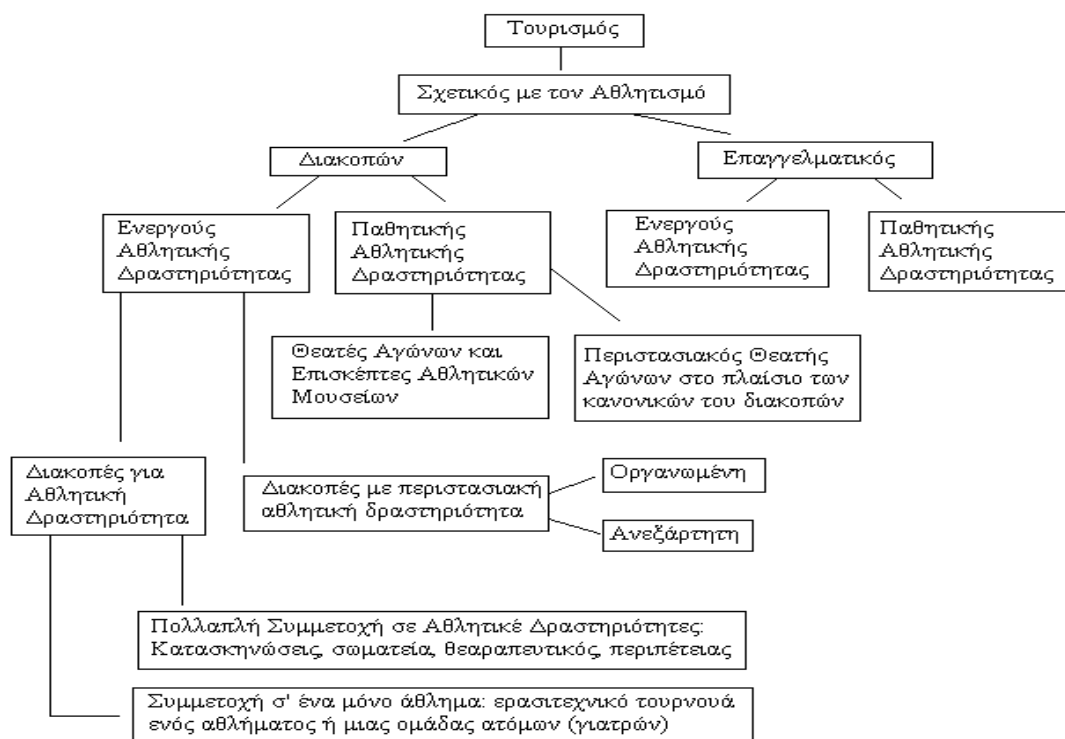 Τουρισμός
Σχετικός με τον Αθλητισμό
Διακοπών
Επαγγελματικός
Ενεργούς
Αθλητικής
Δραστηριότητας
Παθητικής
Αθλητικής
Δραστηριότητας
Ενεργούς
Αθλητικής
Δραστηριότητας
Παθητικής
Αθλητικής
Δραστηριότητας
Θεατές Αγώνων και
Επισκέπτες Αθλητικών
Μουσείων
Περιστασιακός Θεατής
Αγώνων στο πλαίσιο των
κανονικών του διακοπών
Διακοπές για
Αθλητική
Δραστηριότητα
Διακοπές με περιστασιακή
αθλητική δραστηριότητα
Οργανωμένη
Ανεξάρτητη
Πολλαπλή Συμμετοχή σε Αθλητικέ Δραστηριότητες:
Κατασκηνώσεις, σωματεία, θεαραπευτικός, περιπέτειας
Συμμετοχή σ' ένα μόνο άθλημα: ερασιτεχνικό τουρνουά
ενός αθλήματος ή μιας ομάδας ατόμων (γιατρών)